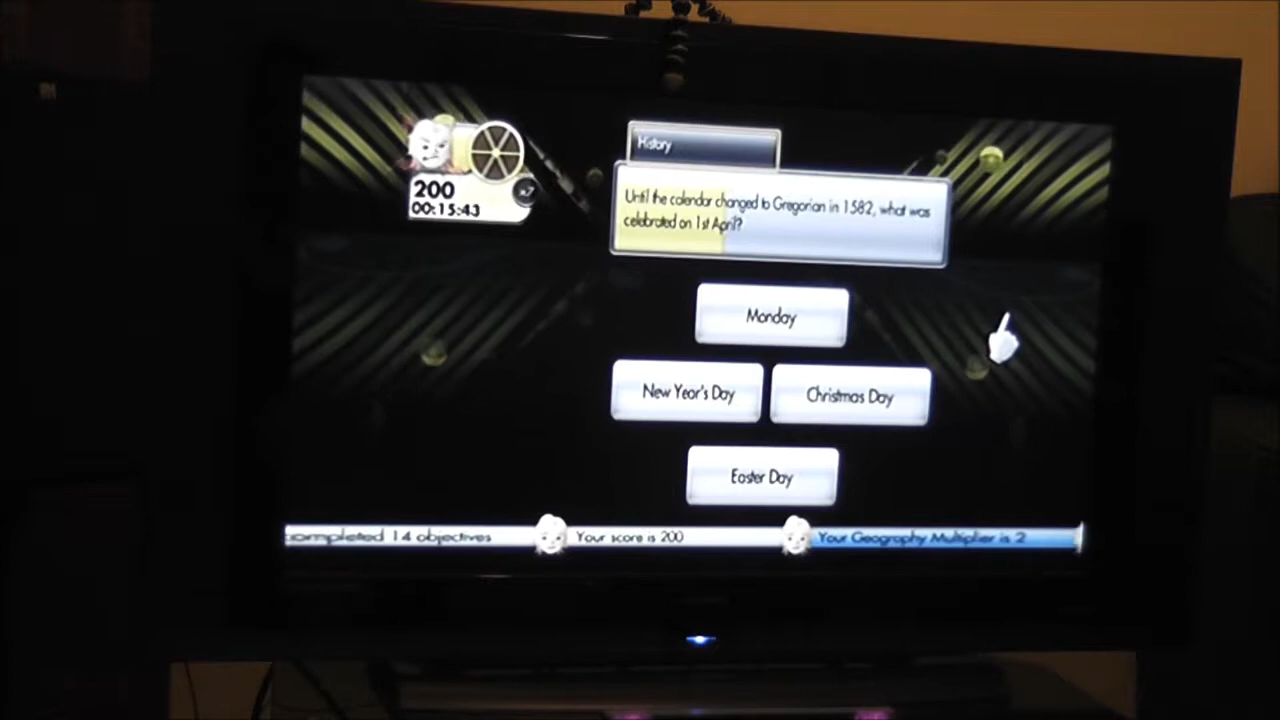 History
200
x2
00:15:43
Until the calendar changed to Gregorian in 1582, what was
celebrated on 1st April?
Monday
New Year's Day
Christmas Day
Easter Day
completed 14 objectives
Your score is 200
Your Geography Multiplier is 2